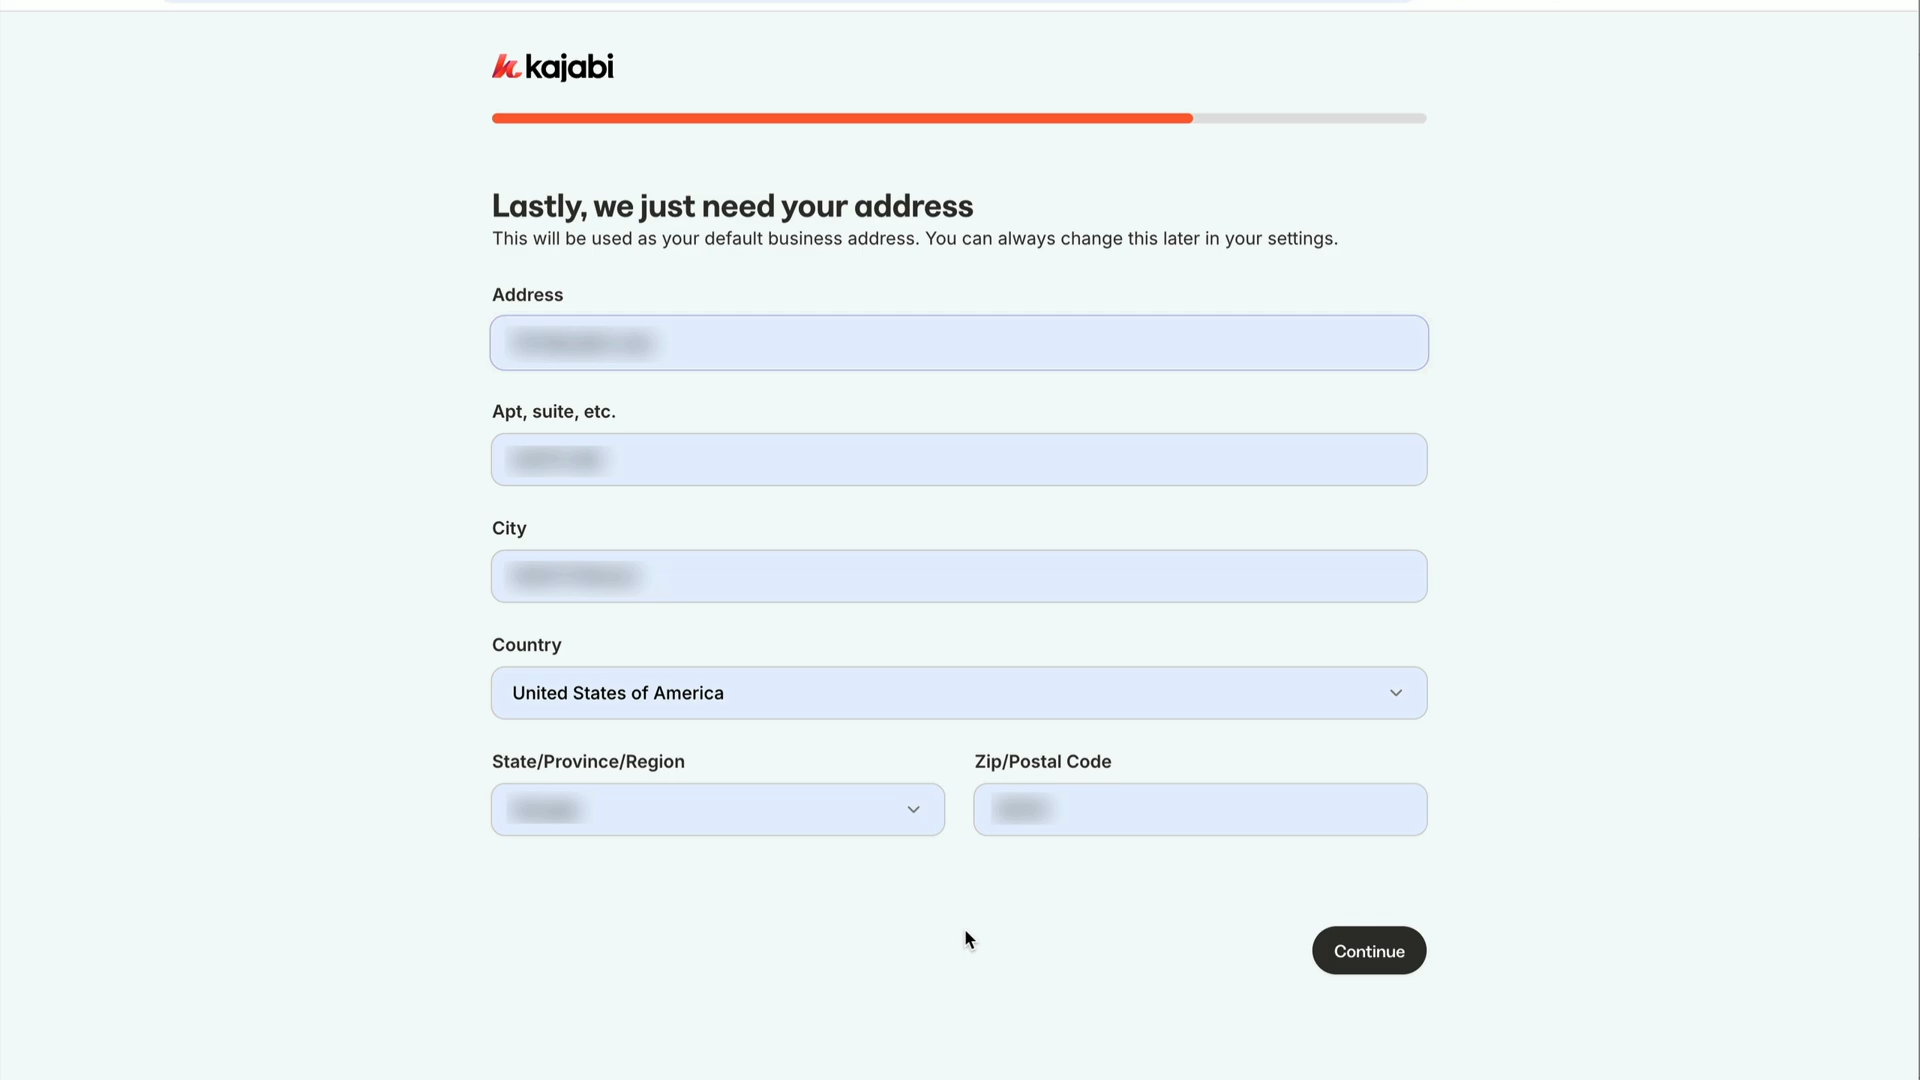 kajabi
Lastly, we just need your address
This will be used as your default business address. You can always change this later in your settings.
Address
Apt, suite, etc.
City
Country
United States of America
State/Province/Region
Zip/Postal Code
Continue